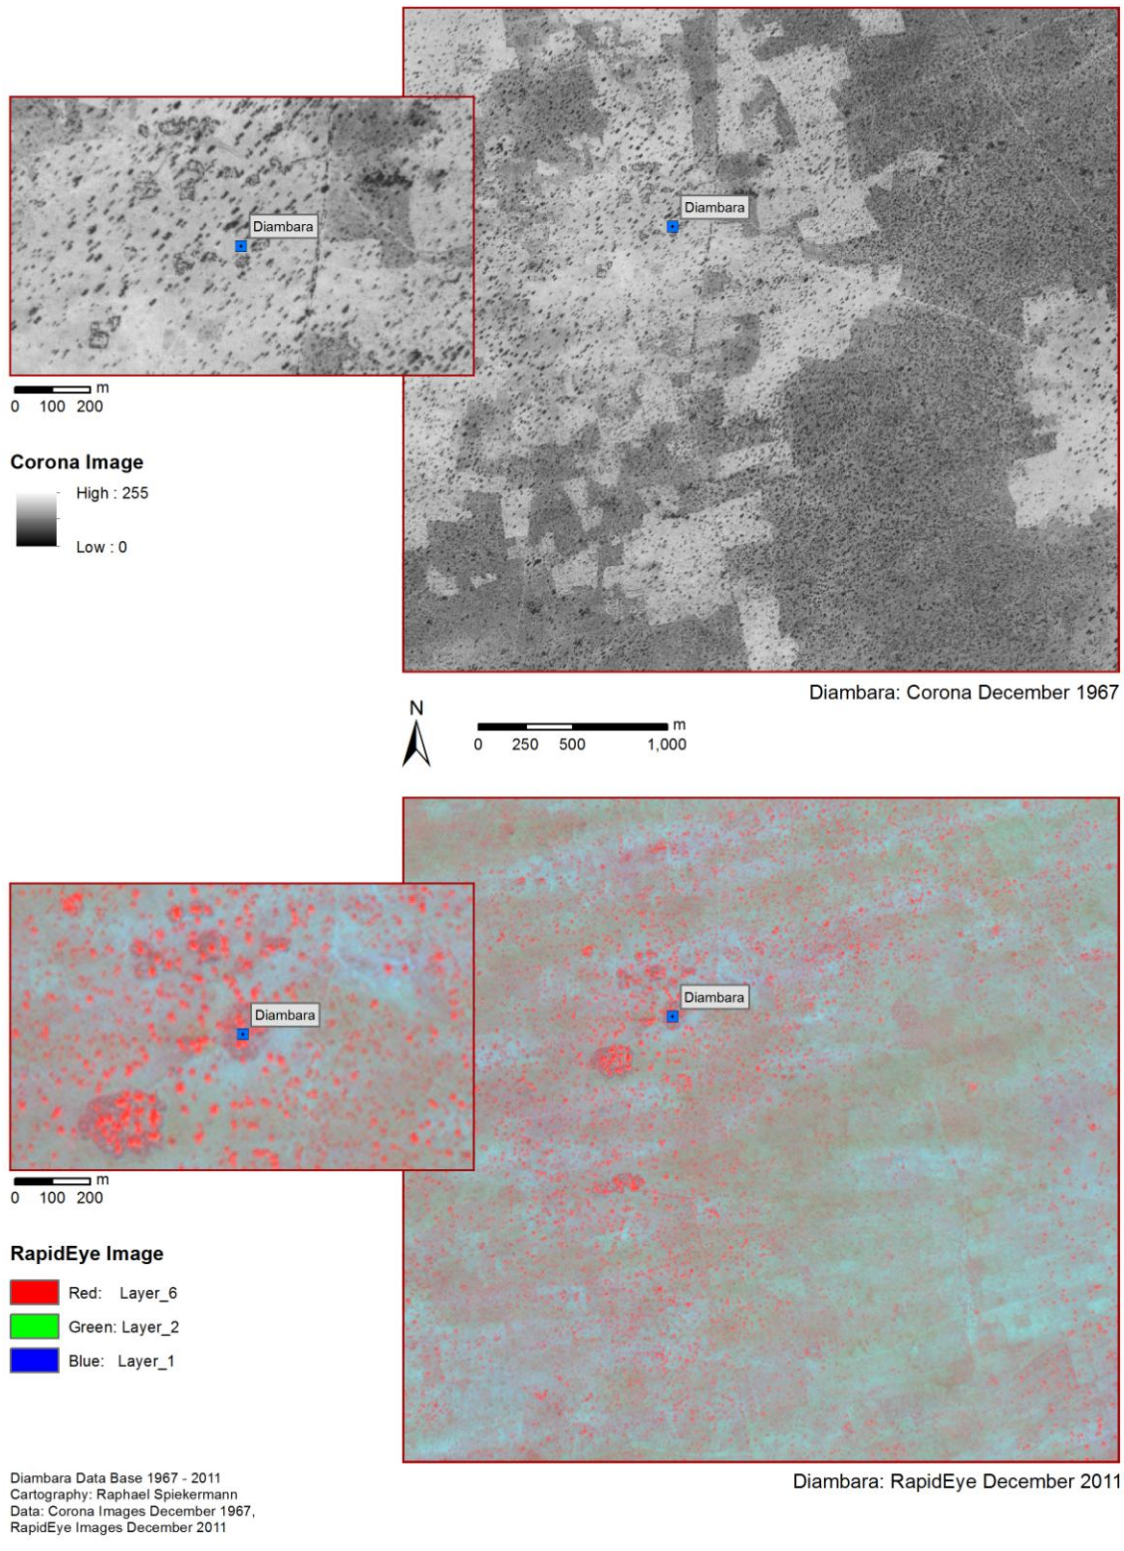 Diambara
Diambara
m
0 100 200
Corona Image
High : 255
Low : 0
Diambara: Corona December 1967
N
m
0 250 500 1,000
Diambara
Diambara
m
0 100 200
RapidEye Image
Red: Layer_6
Green: Layer_2
Blue: Layer_1
Diambara: RapidEye December 2011
Diambara Data Base 1967 - 2011
Cartography: Raphael Spiekermann
Data: Corona Images December 1967,
RapidEye Images December 2011